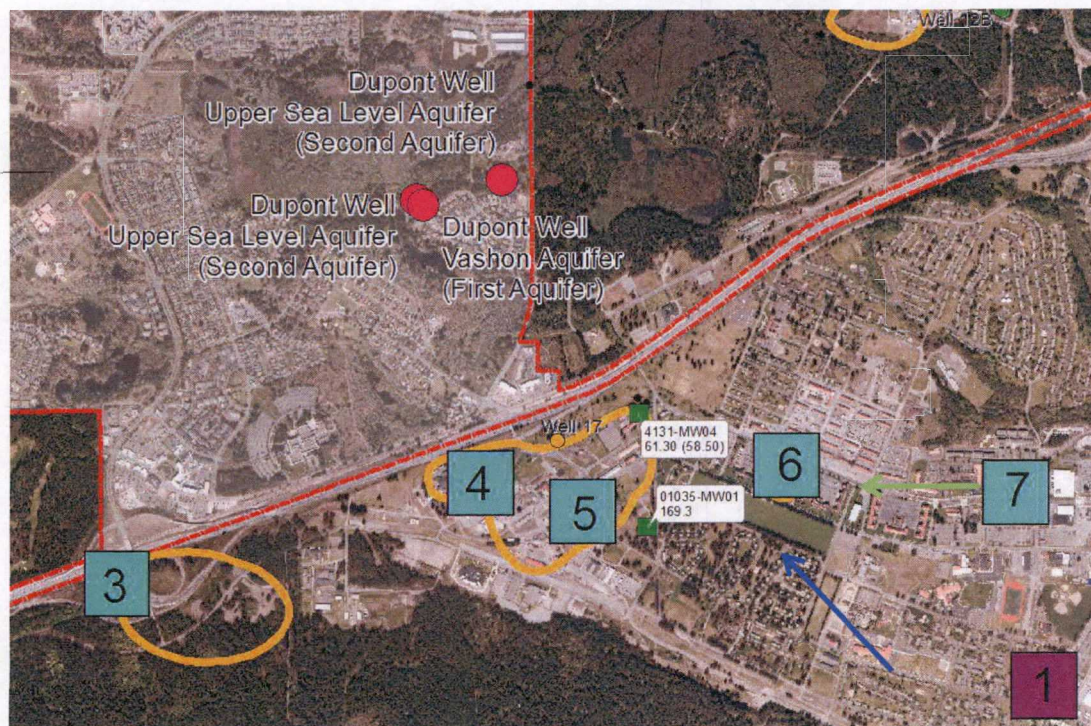 Well 12B
Dupont Well
Upper Sea Level Aquifer
(Second Aquifer)
Dupont Well
Upper Sea Level Aquifer
(Second Aquifer)
Dupont Well
Vashon Aquifer
(First Aquifer)
Well 17
4131-MW04
61.30 (58.50)
01035-MW01
169.3
3
4
5
6
7
1